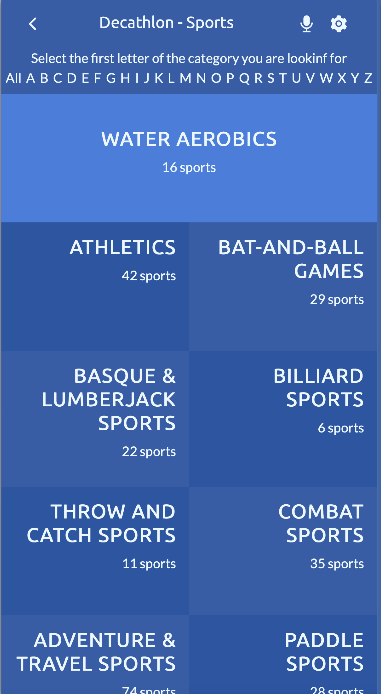 Decathlon - Sports
Select the first letter of the category you are lookinf for
All A B C D E F G H I J K L M N O P Q R S T U V W X Y Z
WATER AEROBICS
16 sports
ATHLETICS
42 sports
BAT-AND-BALL
GAMES
29 sports
BASQUE &
LUMBERJACK
SPORTS
22 sports
BILLIARD
SPORTS
6 sports
THROW AND
CATCH SPORTS
11 sports
COMBAT
SPORTS
35 sports
ADVENTURE &
TRAVEL SPORTS
74 sports
PADDLE
SPORTS
28 sports